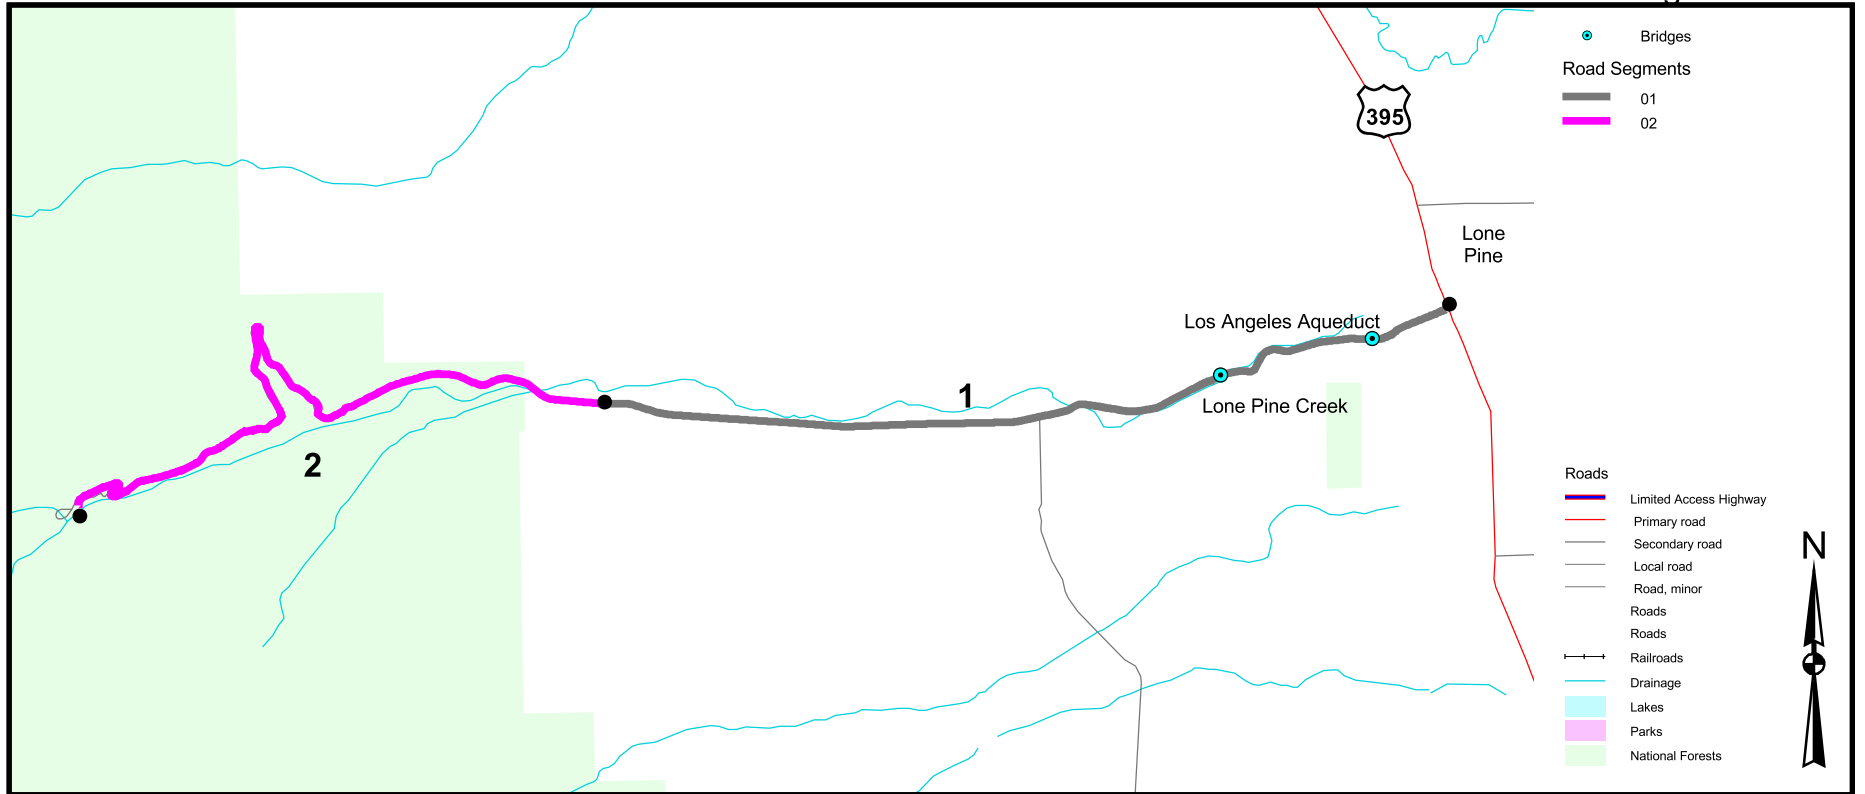 Bridges
Road Segments
01
02
395
Lone
Pine
Los Angeles Aqueduct
1
Lone Pine Creek
2
Roads
Limited Access Highway
Primary road
Secondary road
Local road
Road, minor
Roads
Roads
Railroads
Drainage
Lakes
Parks
National Forests
N